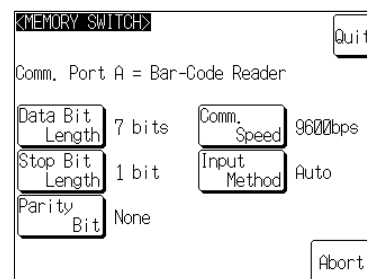 <MEMORY SWITCH>
Quit
Comm. Port A = Bar-Code Reader
Data Bit
Length
7 bits
Comm.
Speed
9600bps
Stop Bit
Length
1 bit
Input
Method
Auto
Parity
Bit
None
Abort